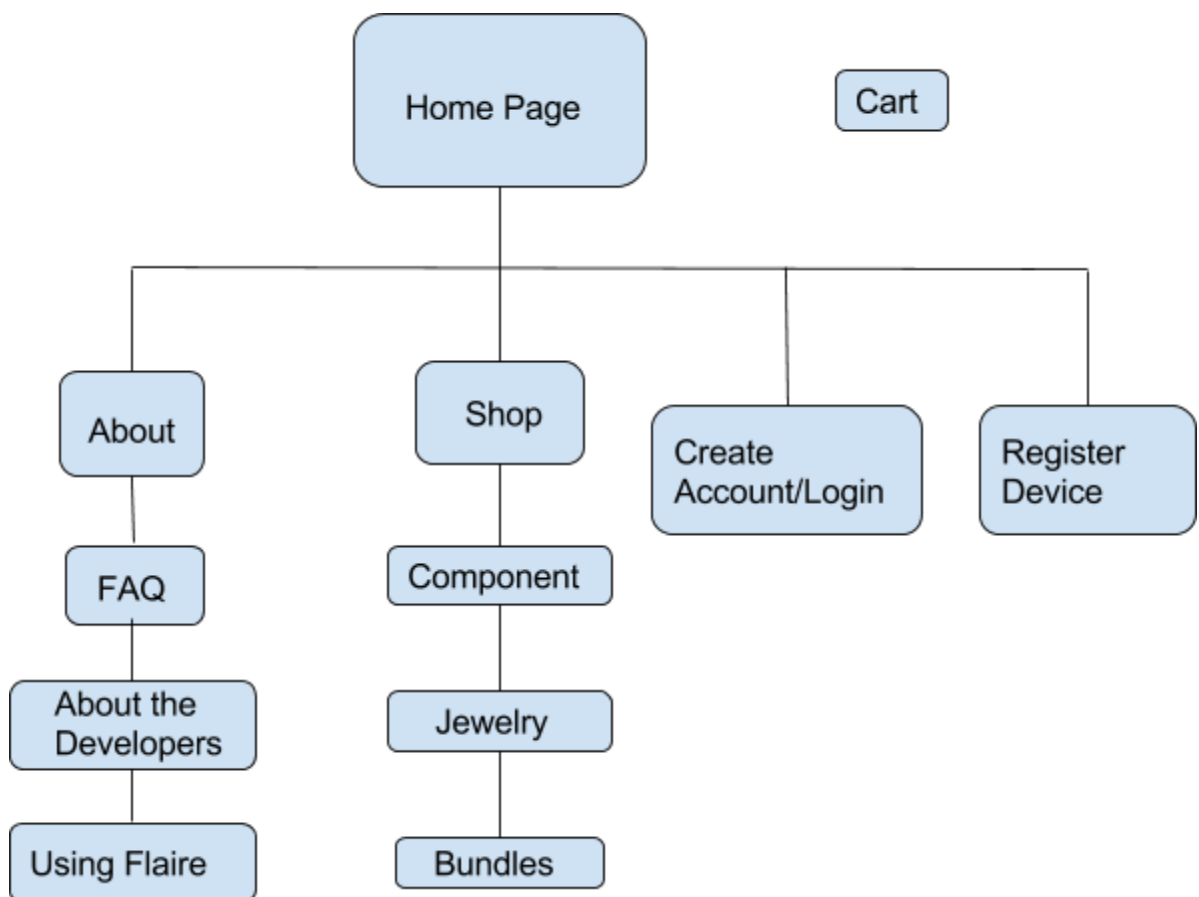 Home Page
Cart
About
Shop
Create
Account/Login
Register
Device
FAQ
Component
About the
Developers
Jewelry
Using Flaire
Bundles